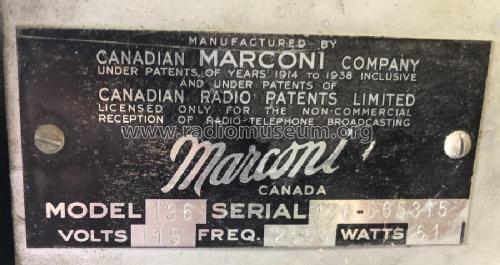 MANUFACTURED BY
CANADIAN MARCONI COMPANY
UNDER PATENTS, OF YEARS 1914 TO 1938 INCLUSIVE
AND UNDER PATENTS OF
CANADIAN RADIO PATENTS LIMITED
LICENSED ONLY FOR THE NON-COMMERCIAL
RECEPTION OF RADIO-TELEPHONE BROADCASTING
www.radiomuseum.org
Marconi
CANADA
MODEL 136 SERIAL
VOLTS 115 FREQ. WATTS 61